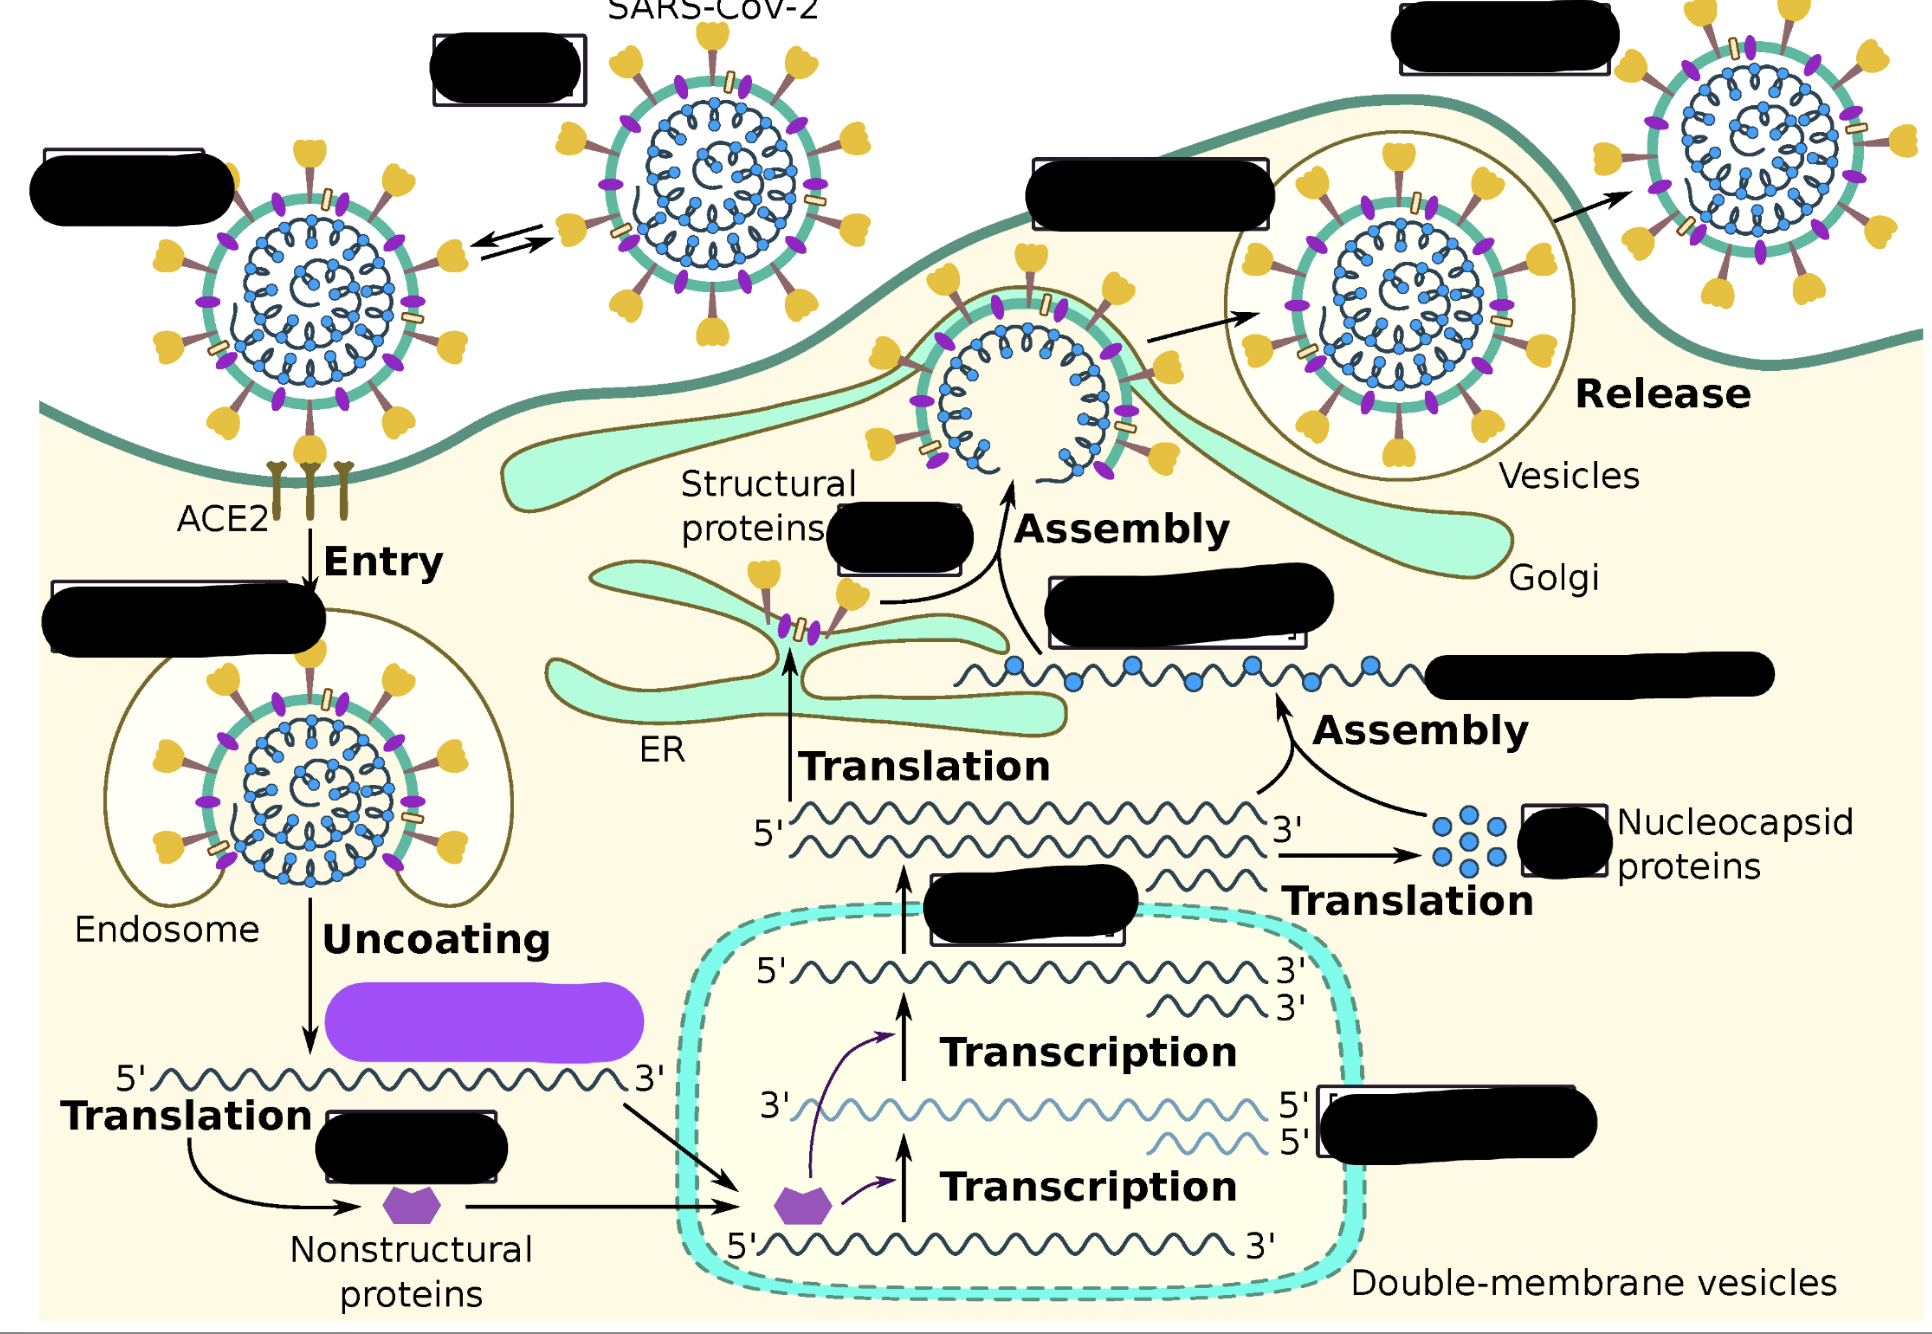 SARS-CoV-2
ACE2
Entry
Structural
proteins
Assembly
Release
Vesicles
Golgi
ER
Translation
Assembly
5'
3'
Nucleocapsid
proteins
Translation
Endosome
Uncoating
5'
3'
3'
Transcription
5'
3'
Translation
3'
5'
5'
Transcription
5'
3'
Nonstructural
proteins
Double-membrane vesicles